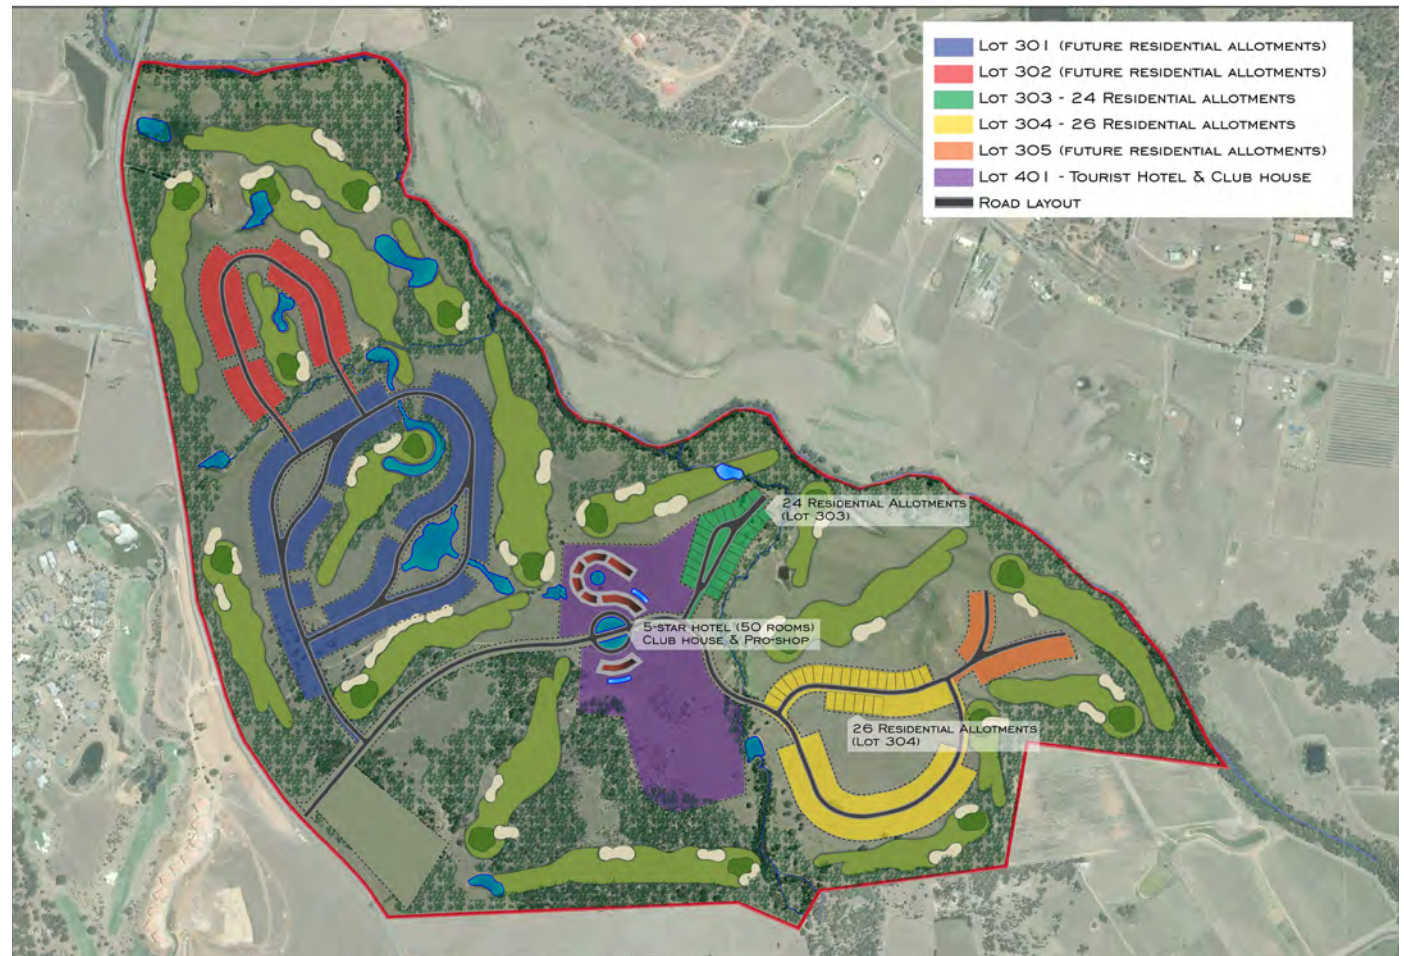 Lot 301 (future residential allotments)
Lot 302 (future residential allotments)
Lot 303 - 24 Residential allotments
Lot 304 - 26 Residential allotments
Lot 305 (future residential allotments)
Lot 401 - Tourist Hotel & Club house
Road layout
24 Residential Allotments
(Lot 303)
5-star hotel (50 rooms)
Club house & Pro-shop
26 Residential Allotments
(Lot 304)